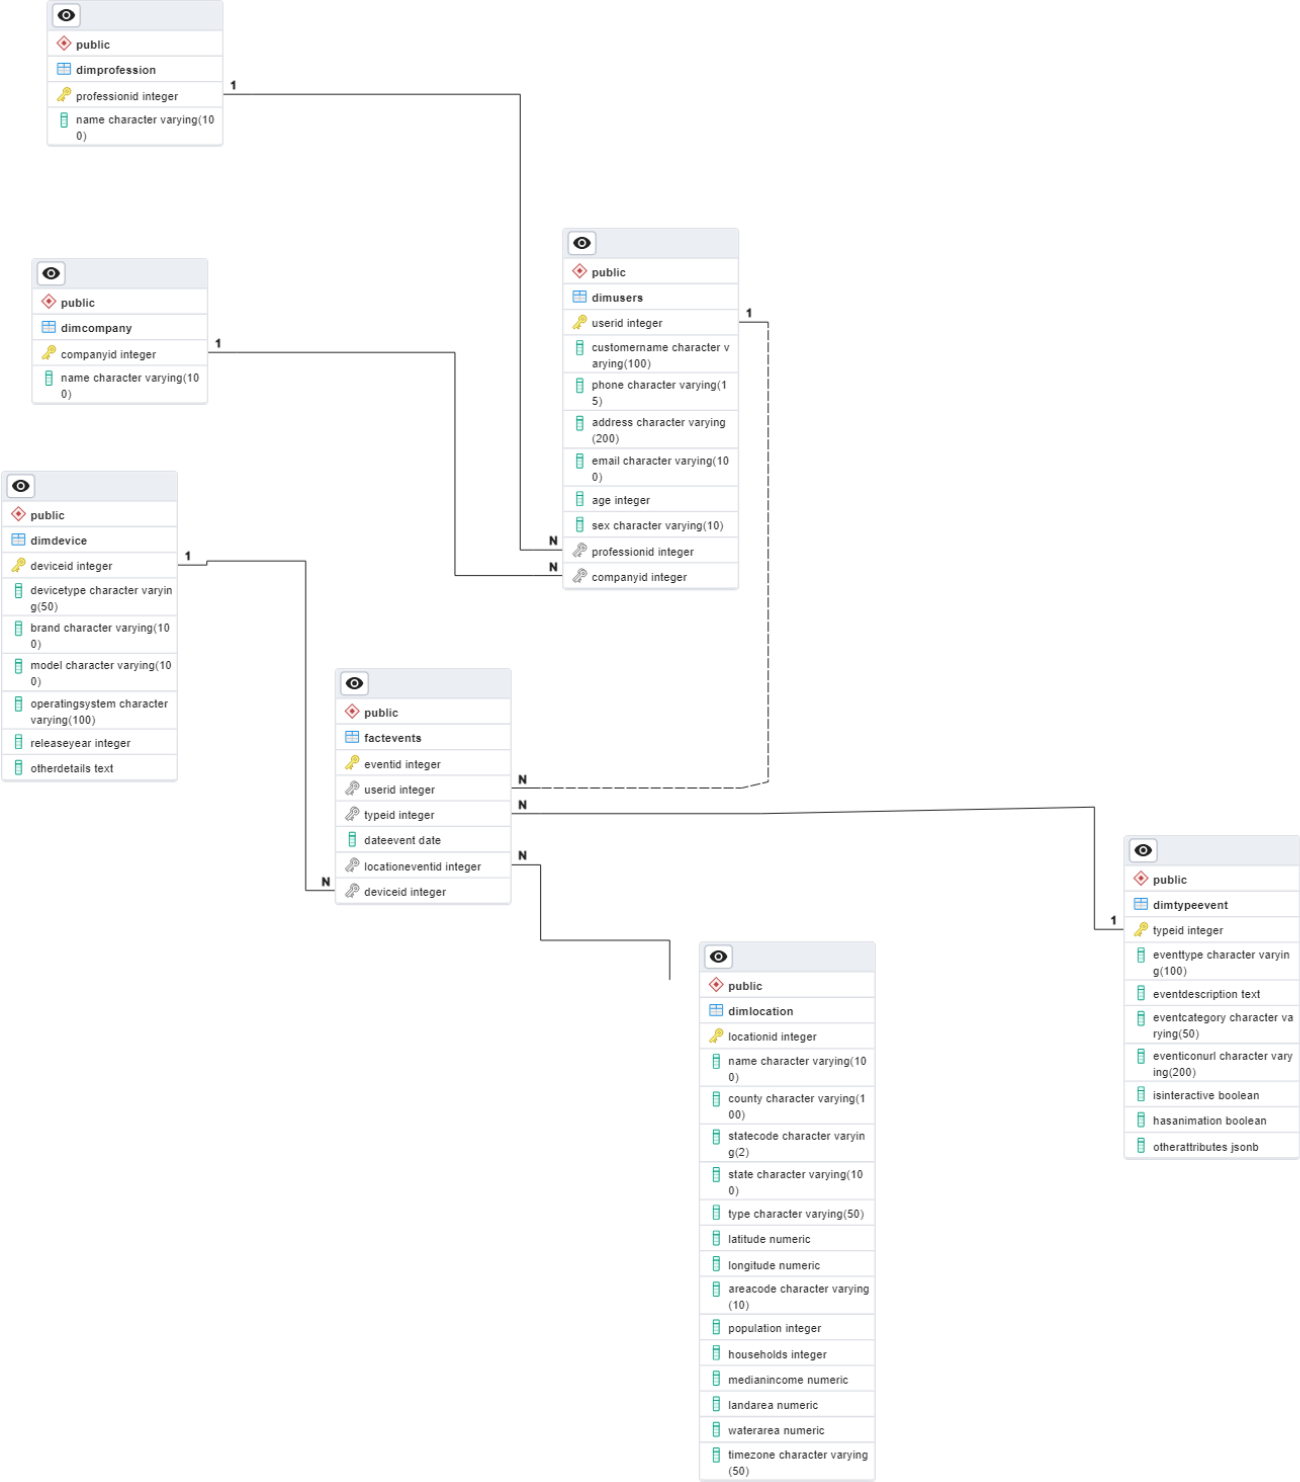 public
dimprofession
professionid integer
name character varying(10
0)
1
public
dimcompany
companyid integer
name character varying(10
0)
1
public
dimusers
userid integer
customername character v
arying(100)
phone character varying(1
5)
address character varying
(200)
email character varying(10
0)
age integer
sex character varying(10)
professionid integer
companyid integer
1
N
N
public
dimdevice
deviceid integer
devicetype character varyin
g(50)
brand character varying(10
0)
model character varying(10
0)
operatingsystem character
varying(100)
releaseyear integer
otherdetails text
1
public
factevents
eventid integer
userid integer
typeid integer
dateevent date
locationeventid integer
deviceid integer
N
N
N
N
public
dimtypeevent
typeid integer
eventtype character varyin
g(100)
eventdescription text
eventcategory character va
rying(50)
eventiconurl character vary
ing(200)
isinteractive boolean
hasanimation boolean
otherattributes jsonb
1
public
dimlocation
locationid integer
name character varying(10
0)
county character varying(1
00)
statecode character varyin
g(2)
state character varying(10
0)
type character varying(50)
latitude numeric
longitude numeric
areacode character varying
(10)
population integer
households integer
medianincome numeric
landarea numeric
waterarea numeric
timezone character varying
(50)